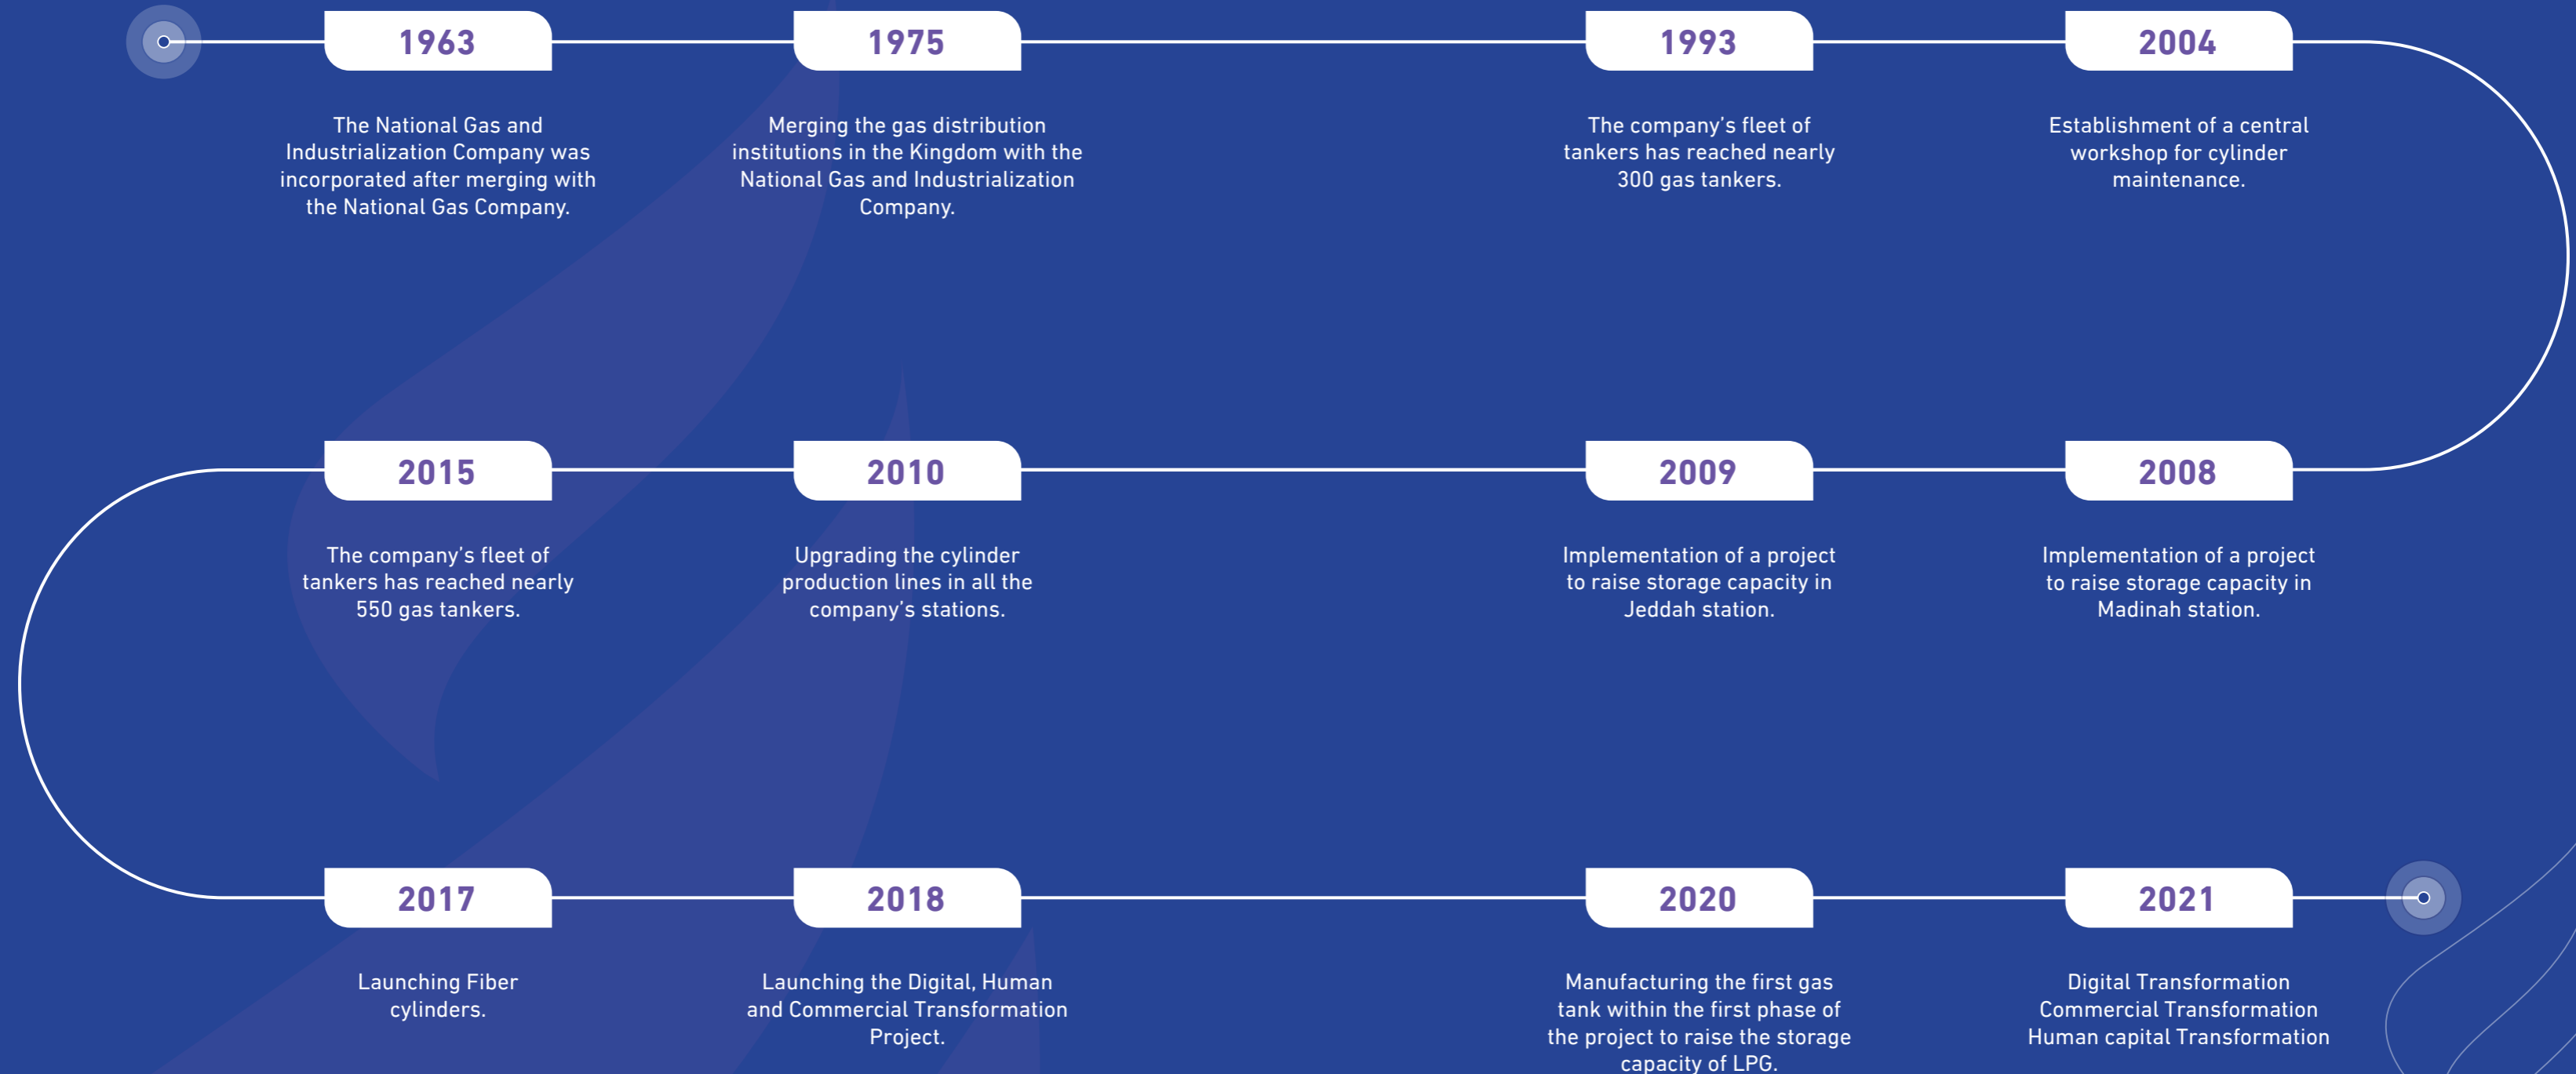 1963
The National Gas and
Industrialization Company was
incorporated after merging with
the National Gas Company.
1975
Merging the gas distribution
institutions in the Kingdom with the
National Gas and Industrialization
Company.
1993
The company's fleet of
tankers has reached nearly
300 gas tankers.
2004
Establishment of a central
workshop for cylinder
maintenance.
2008
Implementation of a project
to raise storage capacity in
Madinah station.
2009
Implementation of a project
to raise storage capacity in
Jeddah station.
2010
Upgrading the cylinder
production lines in all the
company's stations.
2015
The company's fleet of
tankers has reached nearly
550 gas tankers.
2017
Launching Fiber
cylinders.
2018
Launching the Digital, Human
and Commercial Transformation
Project.
2020
Manufacturing the first gas
tank within the first phase of
the project to raise the storage
capacity of LPG.
2021
Digital Transformation
Commercial Transformation
Human capital Transformation